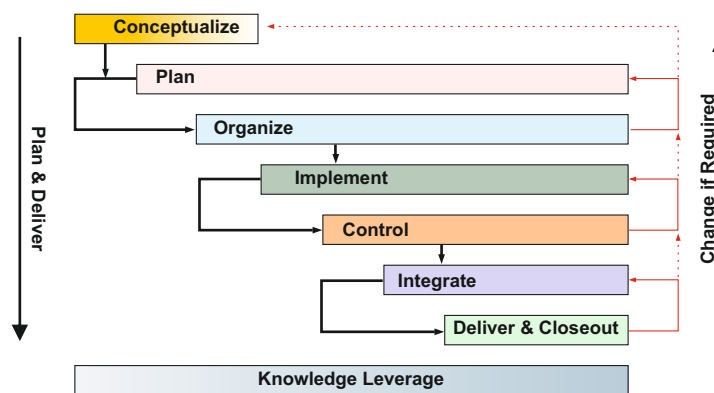 Conceptualize
Plan
Organize
Implement
Control
Integrate
Deliver & Closeout
Knowledge Leverage
Plan &
Deliver
Change if Required